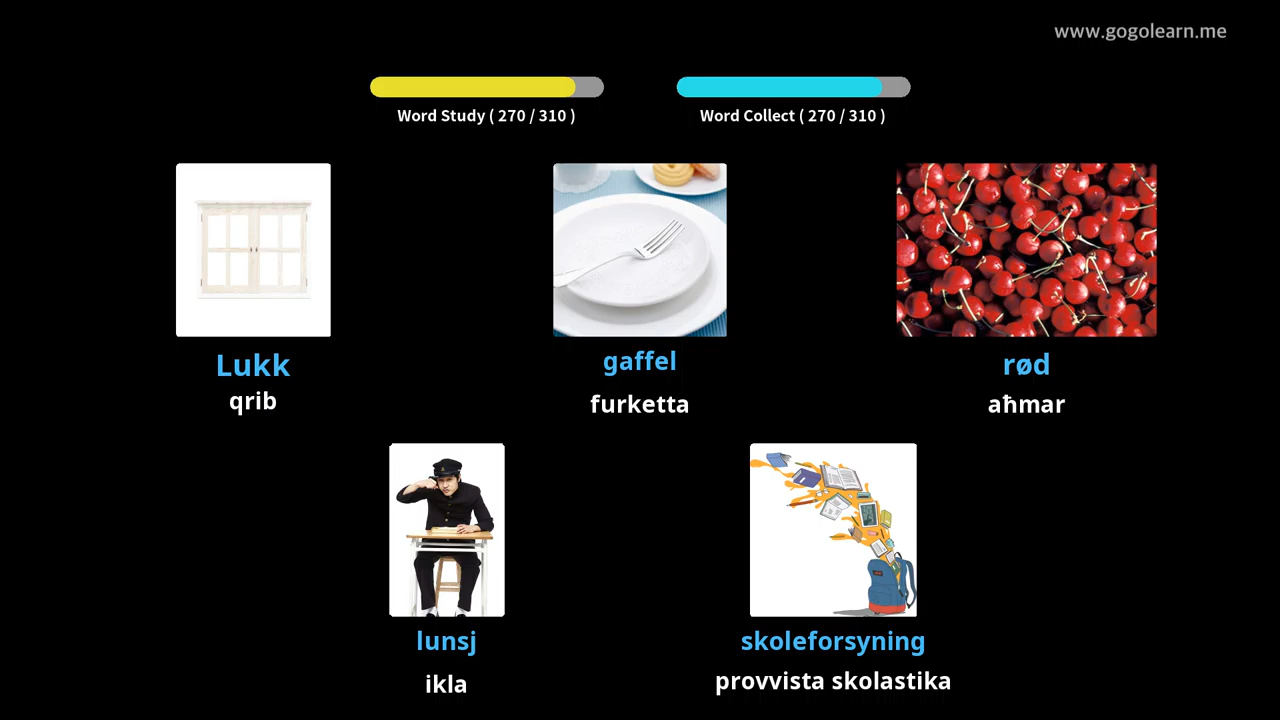 www.gogolearn.me
Word Study ( 270 / 310 )
Word Collect ( 270 / 310 )
Lukk
qrib
gaffel
furketta
rød
aħmar
lunsj
ikla
skoleforsyning
provvista skolastika